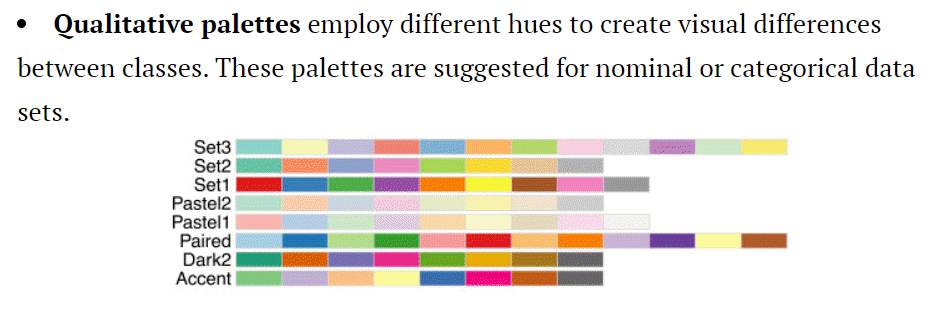 • Qualitative palettes employ different hues to create visual differences
between classes. These palettes are suggested for nominal or categorical data
sets.
Set3
Set2
Set1
Pastel2
Pastel1
Paired
Dark2
Accent